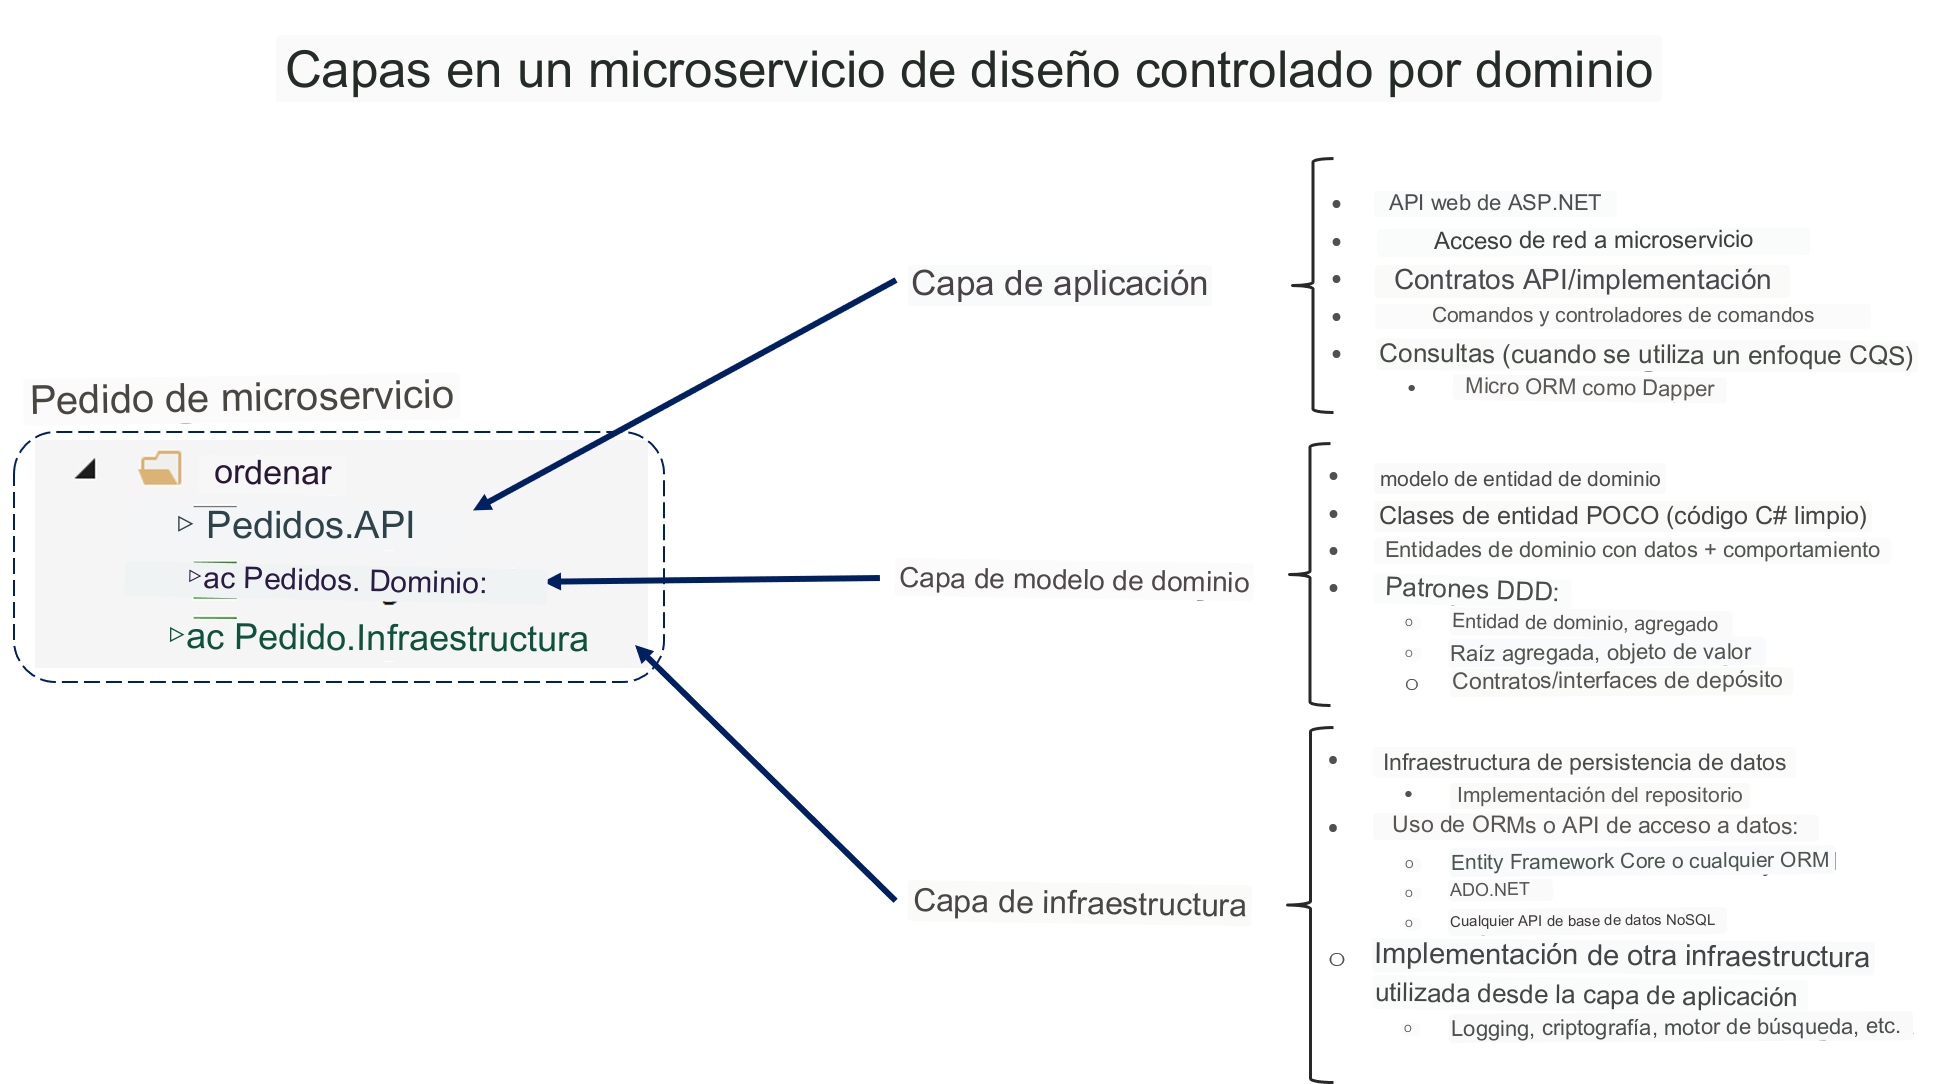 Capas en un microservicio de diseño controlado por dominio
Pedido de microservicio
ordenar
Pedidos.API
ac Pedidos. Dominio:
ac Pedido.Infraestructura
Capa de aplicación
API web de ASP.NET
Acceso de red a microservicio
Contratos API/implementación
Comandos y controladores de comandos
Consultas (cuando se utiliza un enfoque CQS)
Micro ORM como Dapper
Capa de modelo de dominio
modelo de entidad de dominio
Clases de entidad POCO (código C# limpio)
Entidades de dominio con datos + comportamiento
Patrones DDD:
Entidad de dominio, agregado
Raíz agregada, objeto de valor
Contratos/interfaces de depósito
Capa de infraestructura
Infraestructura de persistencia de datos
Implementación del repositorio
Uso de ORMs o API de acceso a datos:
Entity Framework Core o cualquier ORM
ADO.NET
Cualquier API de base de datos NoSQL
Implementación de otra infraestructura
utilizada desde la capa de aplicación
Logging, criptografía, motor de búsqueda, etc.